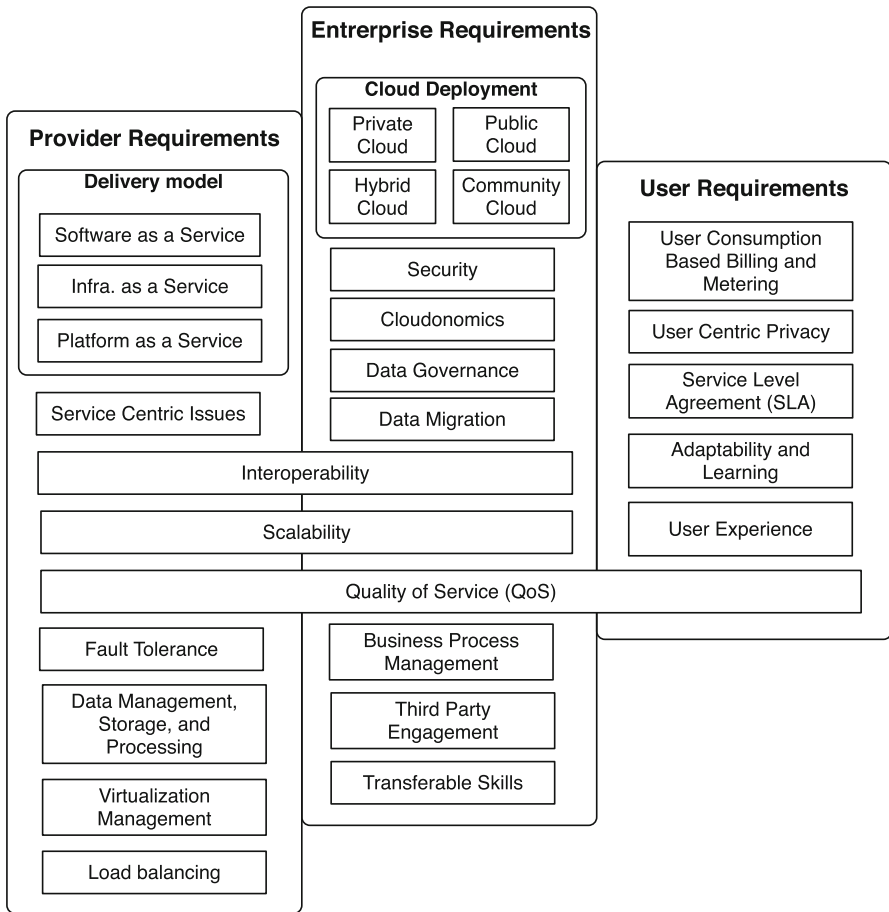 Entrerprise Requirements
Cloud Deployment
Private
Cloud
Public
Cloud
Hybrid
Cloud
Community
Cloud
Provider Requirements
Delivery model
Software as a Service
Infra. as a Service
Platform as a Service
Service Centric Issues
Security
Cloudonomics
Data Governance
Data Migration
User Requirements
User Consumption
Based Billing and
Metering
User Centric Privacy
Service Level
Agreement (SLA)
Adaptability and
Learning
User Experience
Interoperability
Scalability
Quality of Service (QoS)
Fault Tolerance
Data Management,
Storage, and
Processing
Virtualization
Management
Load balancing
Business Process
Management
Third Party
Engagement
Transferable Skills